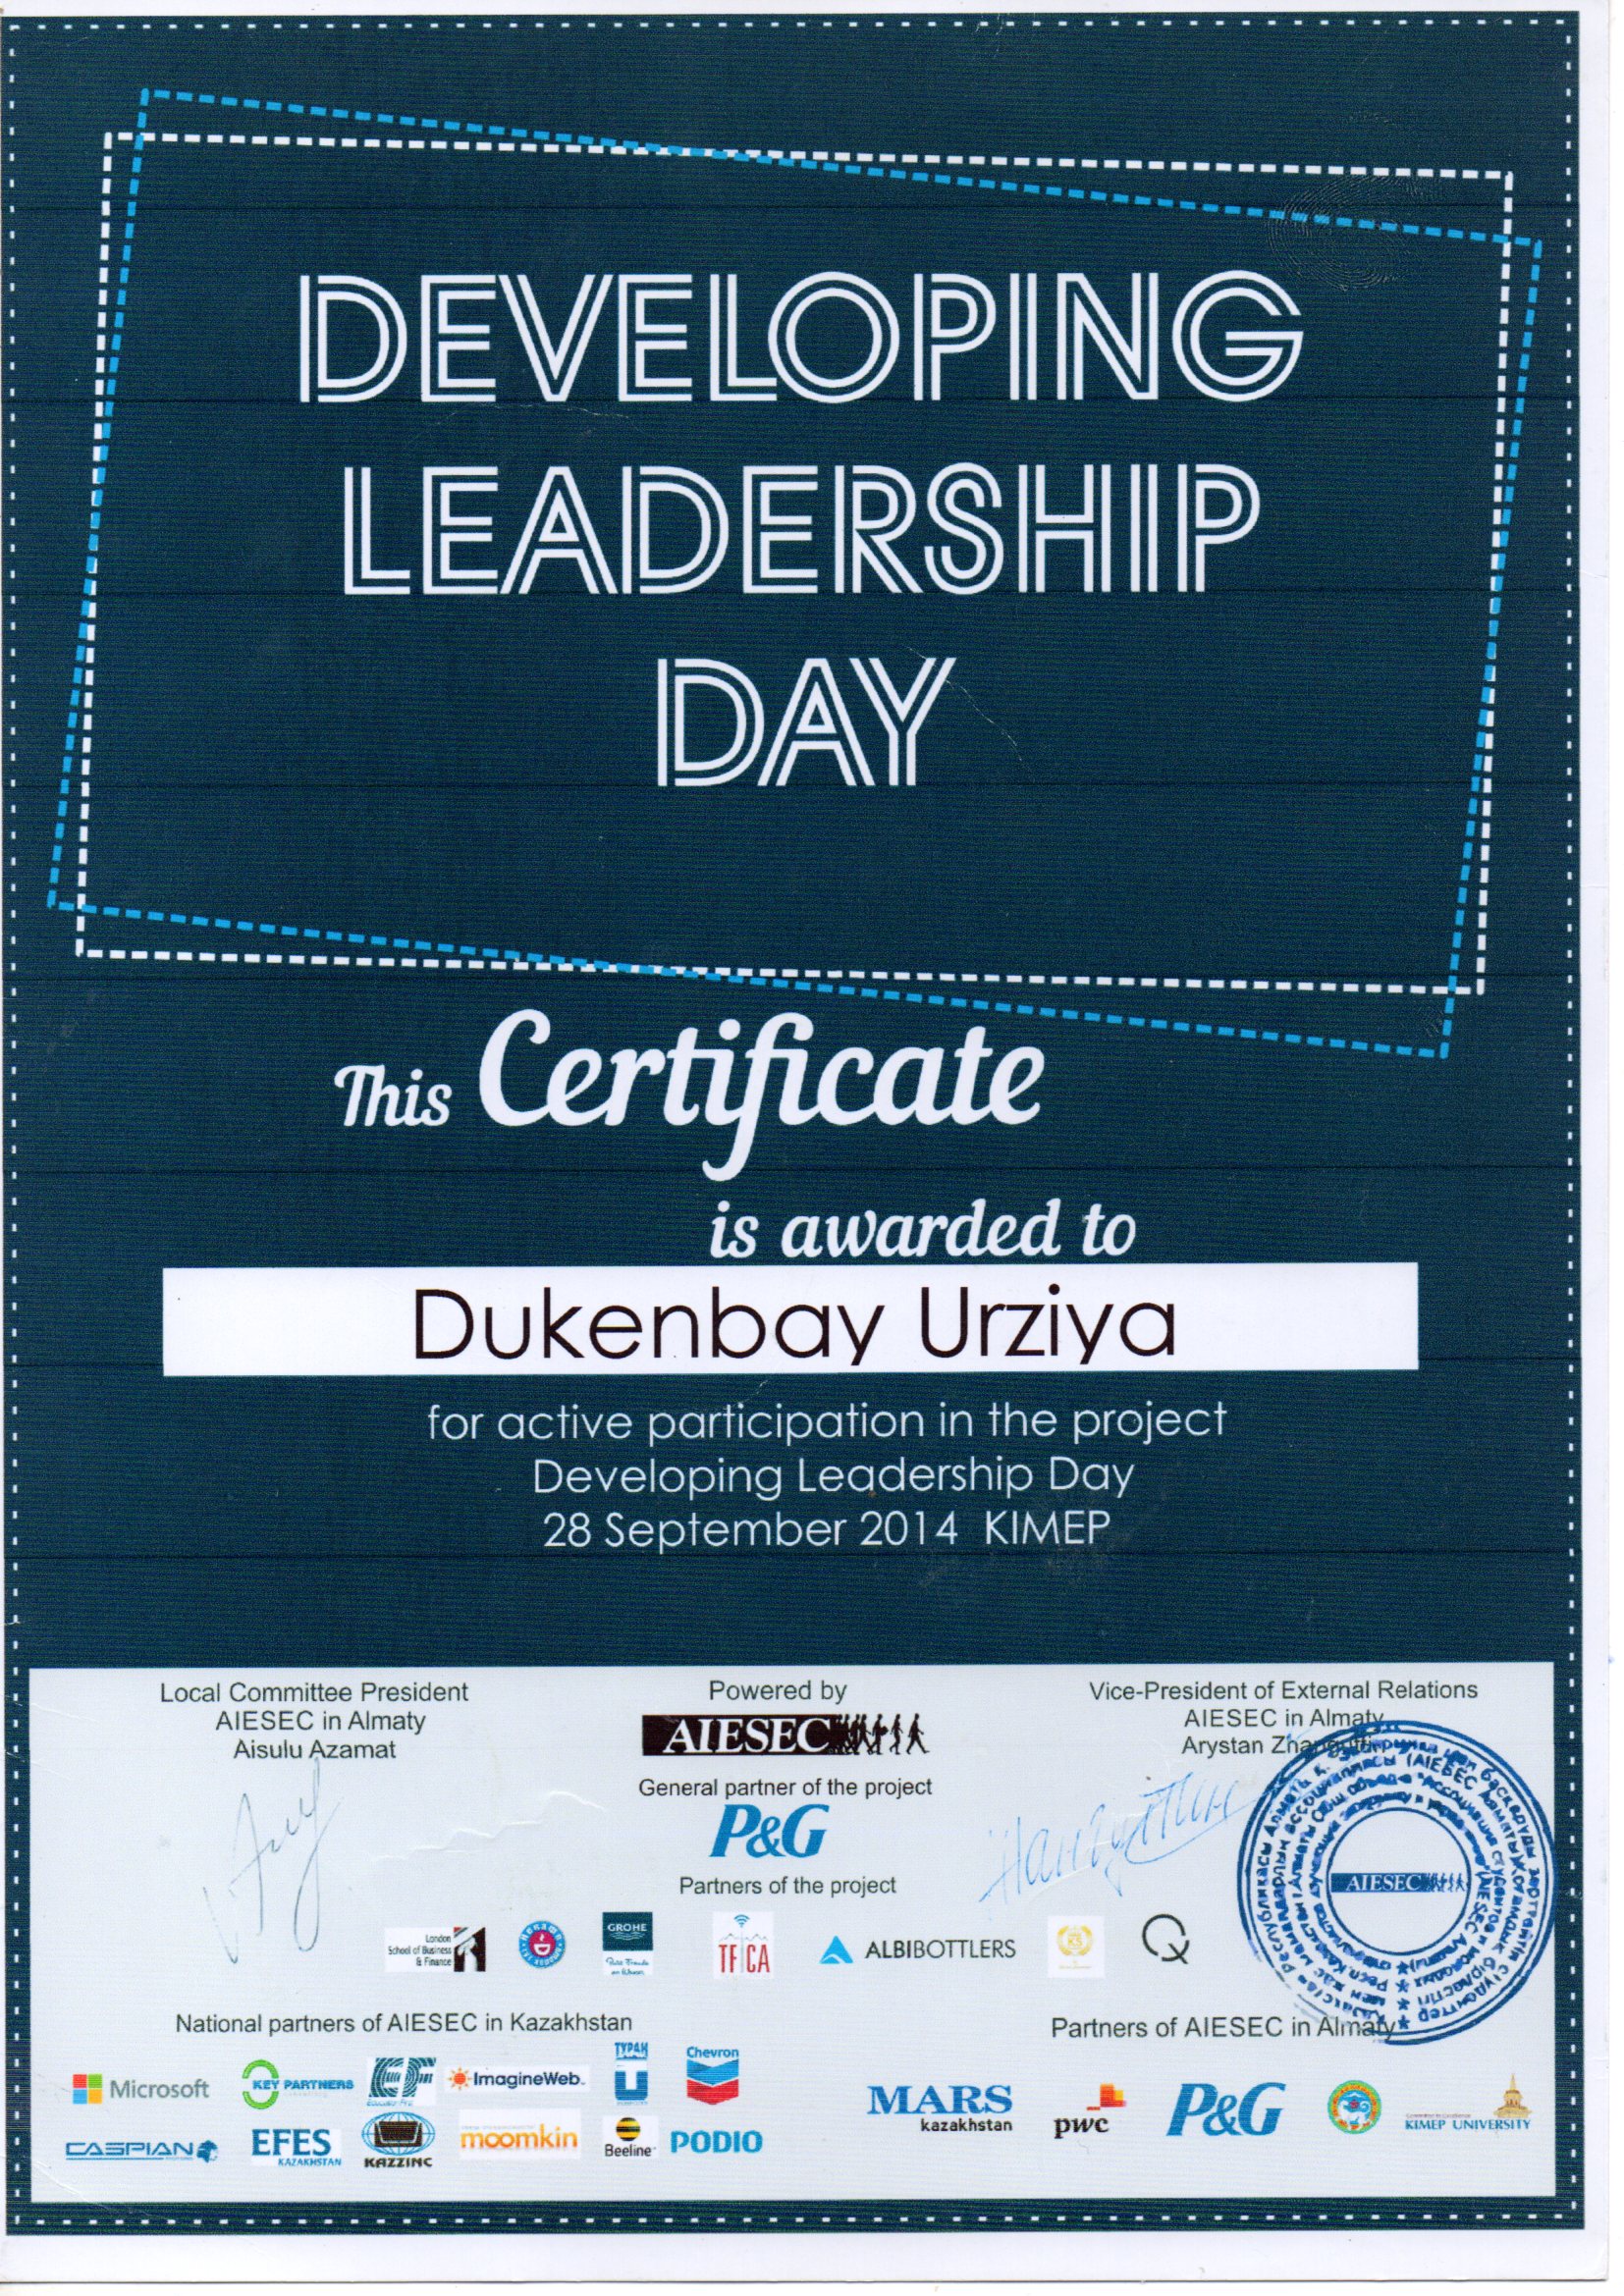 DEVELOPING
LEADERSHIP
DAY
This Certificate
is awarded to
Dukenbay Urziya
for active participation in the project
Developing Leadership Day
28 September 2014 KIMEP
Local Committee President
AIESEC in Almaty
Aisulu Azamat
Powered by
AIESEC
General partner of the project
P&G
Partners of the project
Vice-President of External Relations
AIESEC in Almaty
Arystan
AIESEC
London
School of Business
& Finance
GROHE
TFCA
ALBIBOTTLERS
National partners of AIESEC in Kazakhstan
Partners of AIESEC in Almaty
Microsoft
KEY PARTNERS
EF
ImagineWeb
ТУРАН
Chevron
CASPIAN
EFES
KAZAKHSTAN
KAZZINC
moomkin
Beeline
PODIO
MARS
kazakhstan
pwc
P&G
KIMEP UNIVERSITY